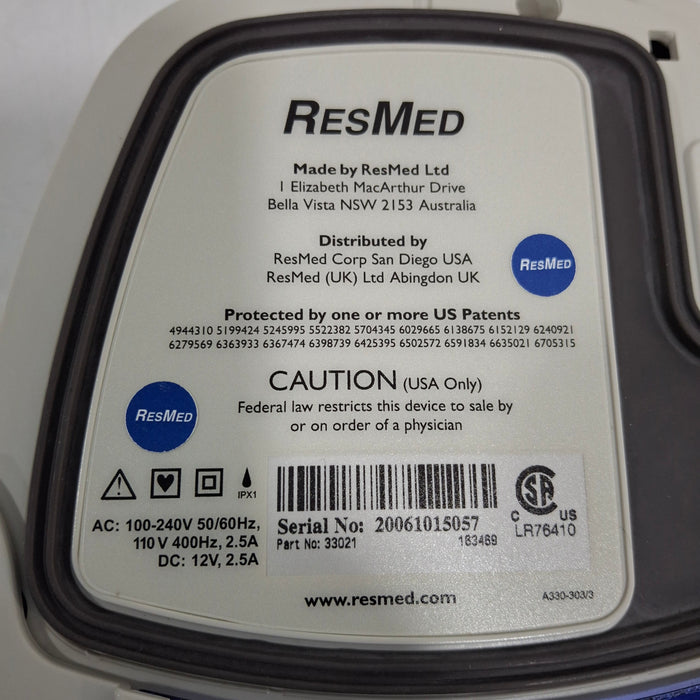 RESMED
Made by ResMed Ltd
1 Elizabeth MacArthur Drive
Bella Vista NSW 2153 Australia
Distributed by
ResMed Corp San Diego USA
ResMed (UK) Ltd Abingdon UK
RESMED
Protected by one or more US Patents
4944310 5199424 5245995 5522382 5704345 6029665 6138675 6152129 6240921
6279569 6363933 6367474 6398739 6425395 6502572 6591834 6635021 6705315
CAUTION (USA Only)
Federal law restricts this device to sale by
or on order of a physician
RESMED
IPX1
AC: 100-240V 50/60Hz,
110V 400Hz, 2.5A
DC: 12V, 2.5A
Serial No: 20061015057
Part No: 33021 163469
SA
C US
LR76410
www.resmed.com
A330-303/3